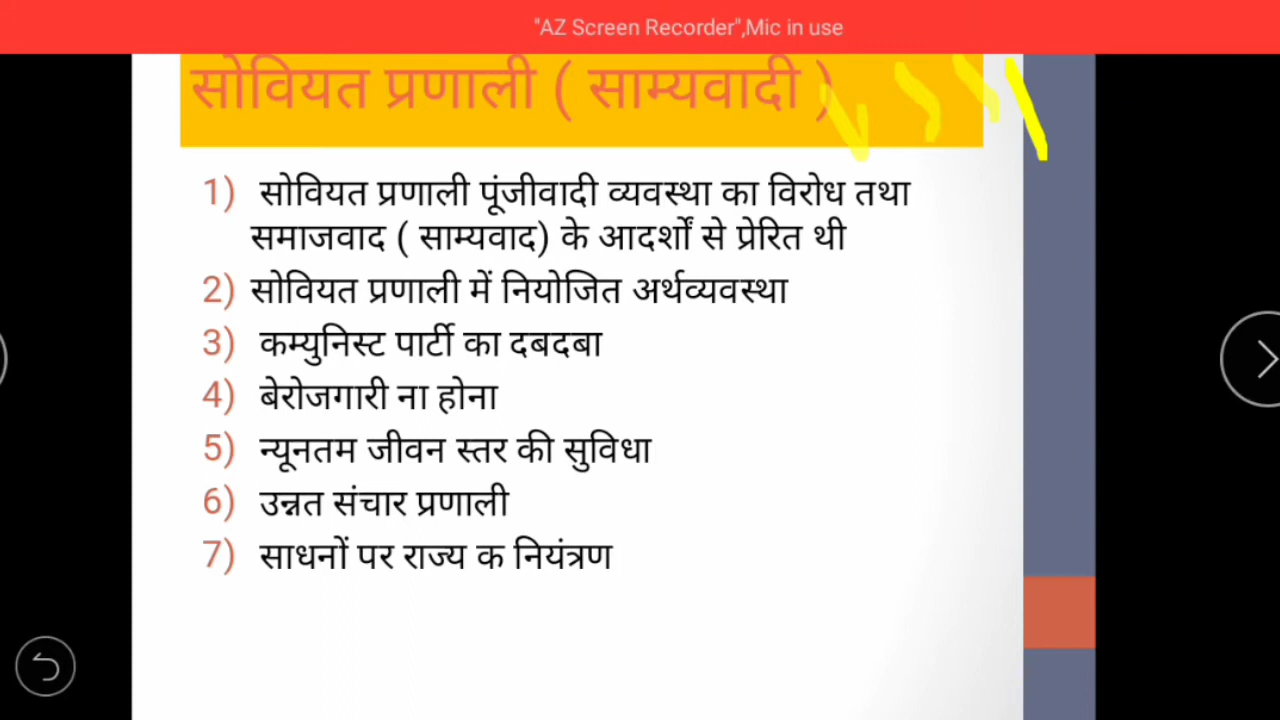 "AZ Screen Recorder",Mic in use
सोवियत प्रणाली ( साम्यवादी )
1) सोवियत प्रणाली पूंजीवादी व्यवस्था का विरोध तथा
समाजवाद ( साम्यवाद) के आदर्शों से प्रेरित थी
2) सोवियत प्रणाली में नियोजित अर्थव्यवस्था
3) कम्युनिस्ट पार्टी का दबदबा
4) बेरोजगारी ना होना
5) न्यूनतम जीवन स्तर की सुविधा
6) उन्नत संचार प्रणाली
7) साधनों पर राज्य क नियंत्रण